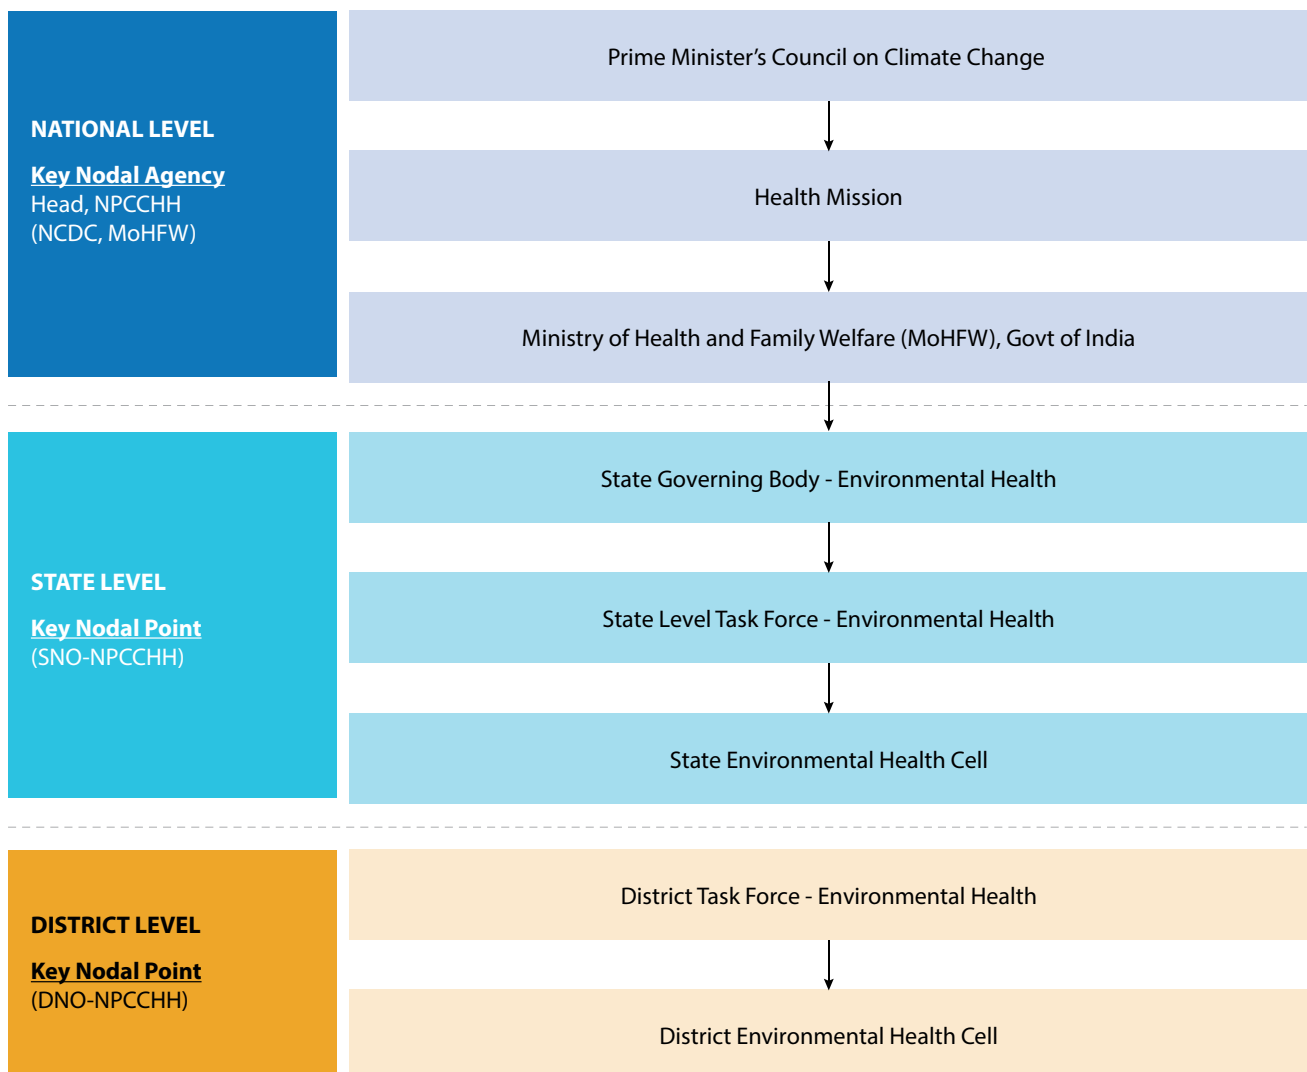 NATIONAL LEVEL
Key Nodal Agency
Head, NPCCHH
(NCDC, MoHFW)
Prime Minister’s Council on Climate Change
Health Mission
Ministry of Health and Family Welfare (MoHFW), Govt of India
STATE LEVEL
Key Nodal Point
(SNO-NPCCHH)
State Governing Body - Environmental Health
State Level Task Force - Environmental Health
State Environmental Health Cell
DISTRICT LEVEL
Key Nodal Point
(DNO-NPCCHH)
District Task Force - Environmental Health
District Environmental Health Cell